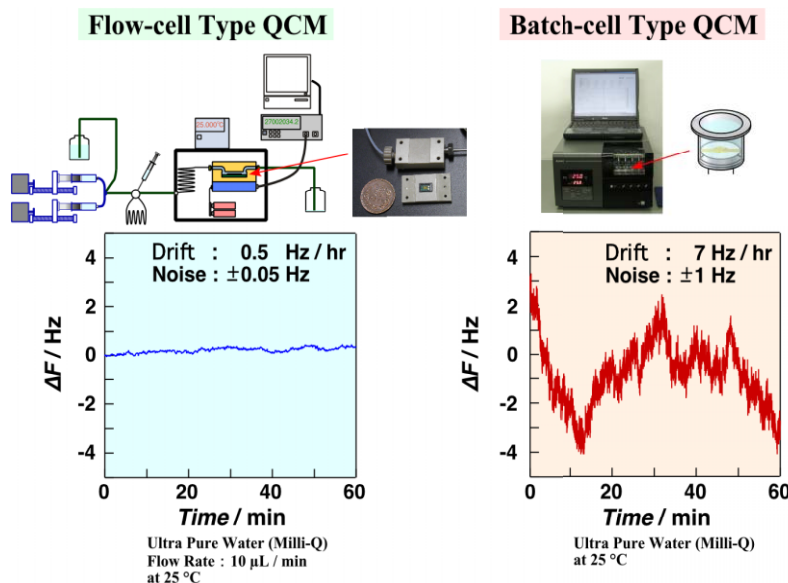 Flow-cell Type QCM
Batch-cell Type QCM
25.000℃
27002034.2
Drift : 0.5 Hz / hr
Noise : ±0.05 Hz
4
2
0
-2
-4
ΔF / Hz
0
20
40
60
Time / min
Ultra Pure Water (Milli-Q)
Flow Rate : 10 μL / min
at 25 °C
Drift : 7 Hz / hr
Noise : ±1 Hz
4
2
0
-2
-4
ΔF / Hz
0
20
40
60
Time / min
Ultra Pure Water (Milli-Q)
at 25 °C